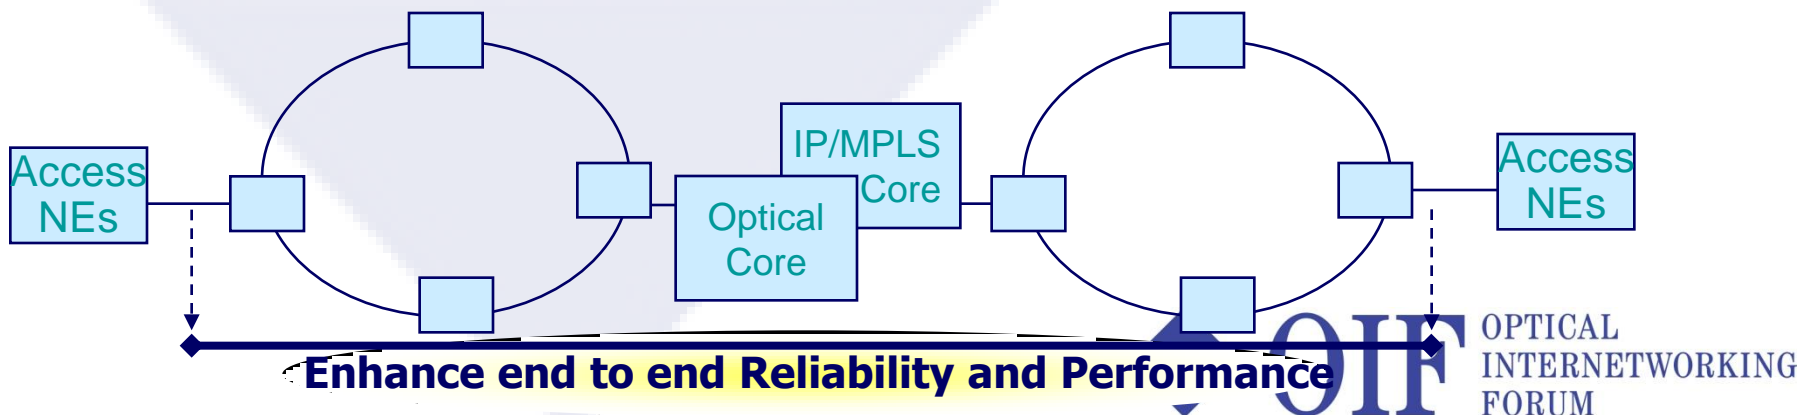 Access
NEs
IP/MPLS
Core
Optical
Core
Access
NEs
Enhance end to end Reliability and Performance
OIF
OPTICAL
INTERNETWORKING
FORUM